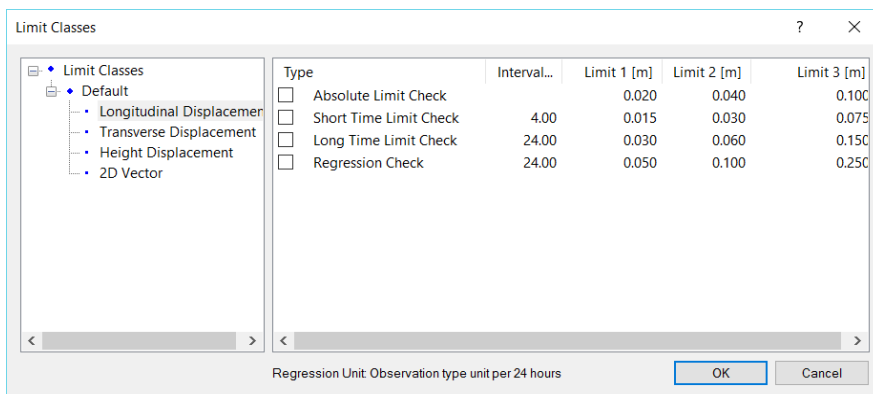 Limit Classes
Limit Classes
Default
Longitudinal Displacemen
Transverse Displacement
Height Displacement
2D Vector
Type Interval... Limit 1 [m] Limit 2 [m] Limit 3 [m]
Absolute Limit Check 0.020 0.040 0.100
Short Time Limit Check 4.00 0.015 0.030 0.075
Long Time Limit Check 24.00 0.030 0.060 0.150
Regression Check 24.00 0.050 0.100 0.250
Regression Unit: Observation type unit per 24 hours
OK Cancel